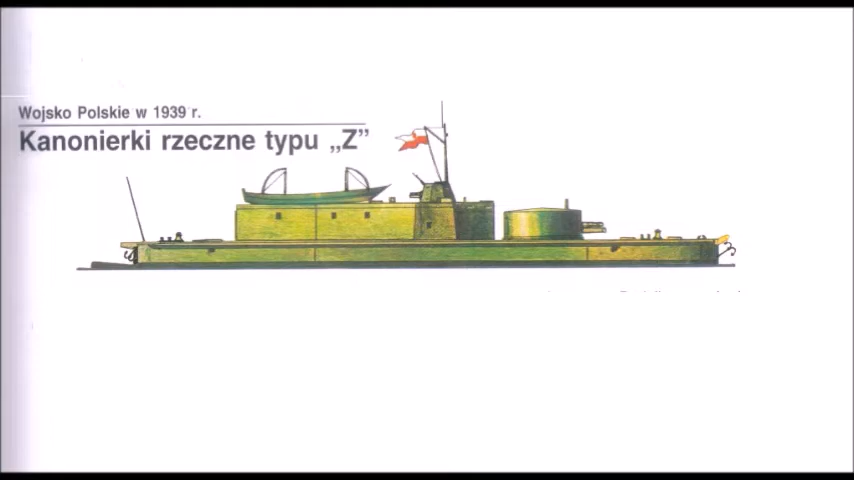 Wojsko Polskie w 1939 r.
Kanonierki rzeczne typu „Z”